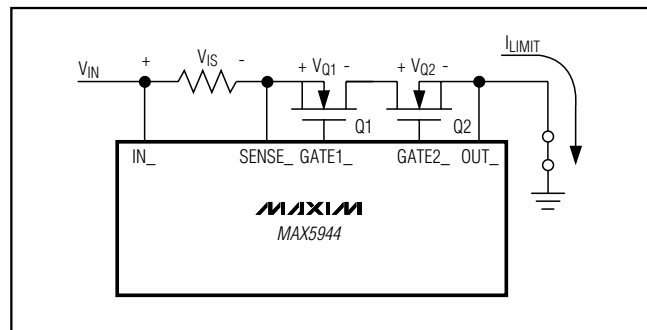 I_LIMIT
V_IN
+ V_IS -
+ V_Q1 -
+ V_Q2 -
Q1
Q2
IN_
SENSE_
GATE1_
GATE2_
OUT_
MAXIM
MAX5944